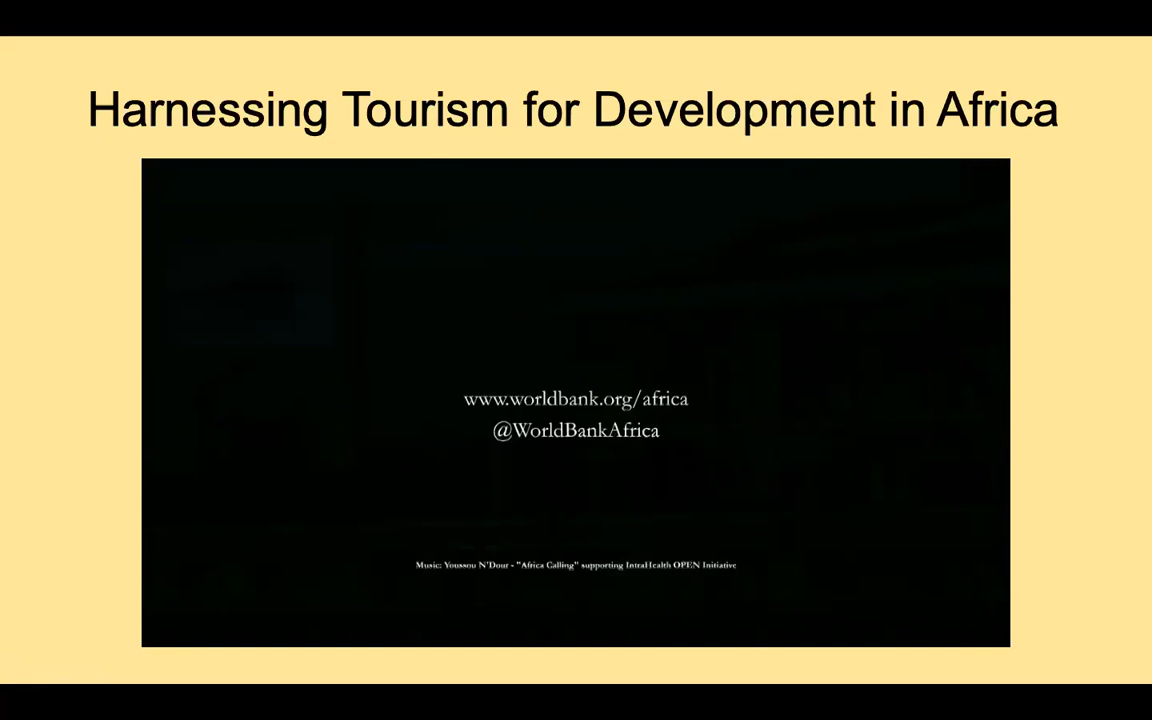 Harnessing Tourism for Development in Africa
www.worldbank.org/africa
@WorldBankAfrica
Music: Youssou N'Dour - "Africa Calling" supporting IntraHealth OPEN Initiative